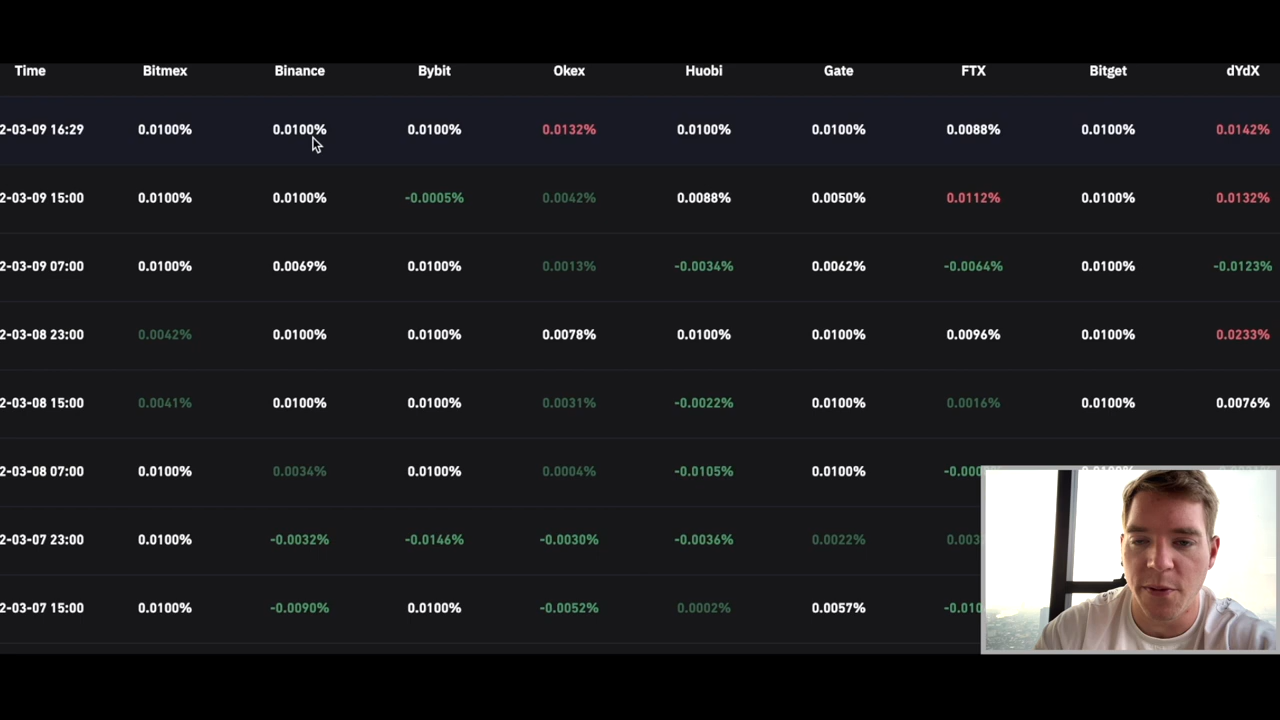 Time Bitmex Binance Bybit Okex Huobi Gate FTX Bitget dYdX
2-03-09 16:29 0.0100% 0.0100% 0.0100% 0.0132% 0.0100% 0.0100% 0.0088% 0.0100% 0.0142%
2-03-09 15:00 0.0100% 0.0100% -0.0005% 0.0042% 0.0088% 0.0050% 0.0112% 0.0100% 0.0132%
2-03-09 07:00 0.0100% 0.0069% 0.0100% 0.0013% -0.0034% 0.0062% -0.0064% 0.0100% -0.0123%
2-03-08 23:00 0.0042% 0.0100% 0.0100% 0.0078% 0.0100% 0.0100% 0.0096% 0.0100% 0.0233%
2-03-08 15:00 0.0041% 0.0100% 0.0100% 0.0031% -0.0022% 0.0100% 0.0016% 0.0100% 0.0076%
2-03-08 07:00 0.0100% 0.0034% 0.0100% 0.0004% -0.0105% 0.0100% -0.000
2-03-07 23:00 0.0100% -0.0032% -0.0146% -0.0030% -0.0036% 0.0022% 0.003
2-03-07 15:00 0.0100% -0.0090% 0.0100% -0.0052% 0.0002% 0.0057% -0.010